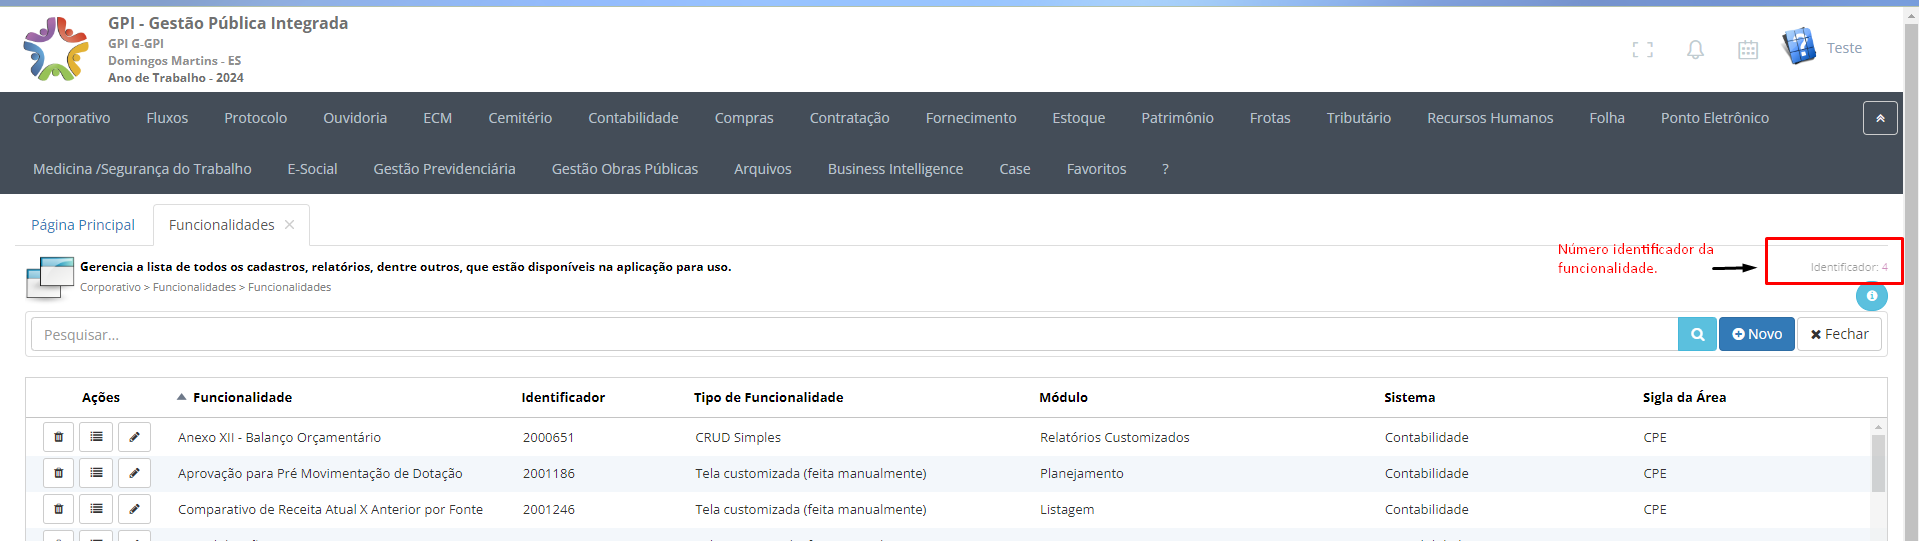 GPI - Gestão Pública Integrada
GPI G-GPI
Domingos Martins - ES
Ano de Trabalho - 2024
Teste
Corporativo Fluxos Protocolo Ouvidoria ECM Cemitério Contabilidade Compras Contratação Fornecimento Estoque Patrimônio Frotas Tributário Recursos Humanos Folha Ponto Eletrônico
Medicina /Segurança do Trabalho E-Social Gestão Previdenciária Gestão Obras Públicas Arquivos Business Intelligence Case Favoritos ?
Página Principal Funcionalidades
Número identificador da
funcionalidade.
Gerencia a lista de todos os cadastros, relatórios, dentre outros, que estão disponíveis na aplicação para uso.
Identificador: 4
Corporativo > Funcionalidades > Funcionalidades
Pesquisar... Novo Fechar
Ações Funcionalidade Identificador Tipo de Funcionalidade Módulo Sistema Sigla da Área
Anexo XII - Balanço Orçamentário 2000651 CRUD Simples Relatórios Customizados Contabilidade CPE
Aprovação para Pré Movimentação de Dotação 2001186 Tela customizada (feita manualmente) Planejamento Contabilidade CPE
Comparativo de Receita Atual X Anterior por Fonte 2001246 Tela customizada (feita manualmente) Listagem Contabilidade CPE